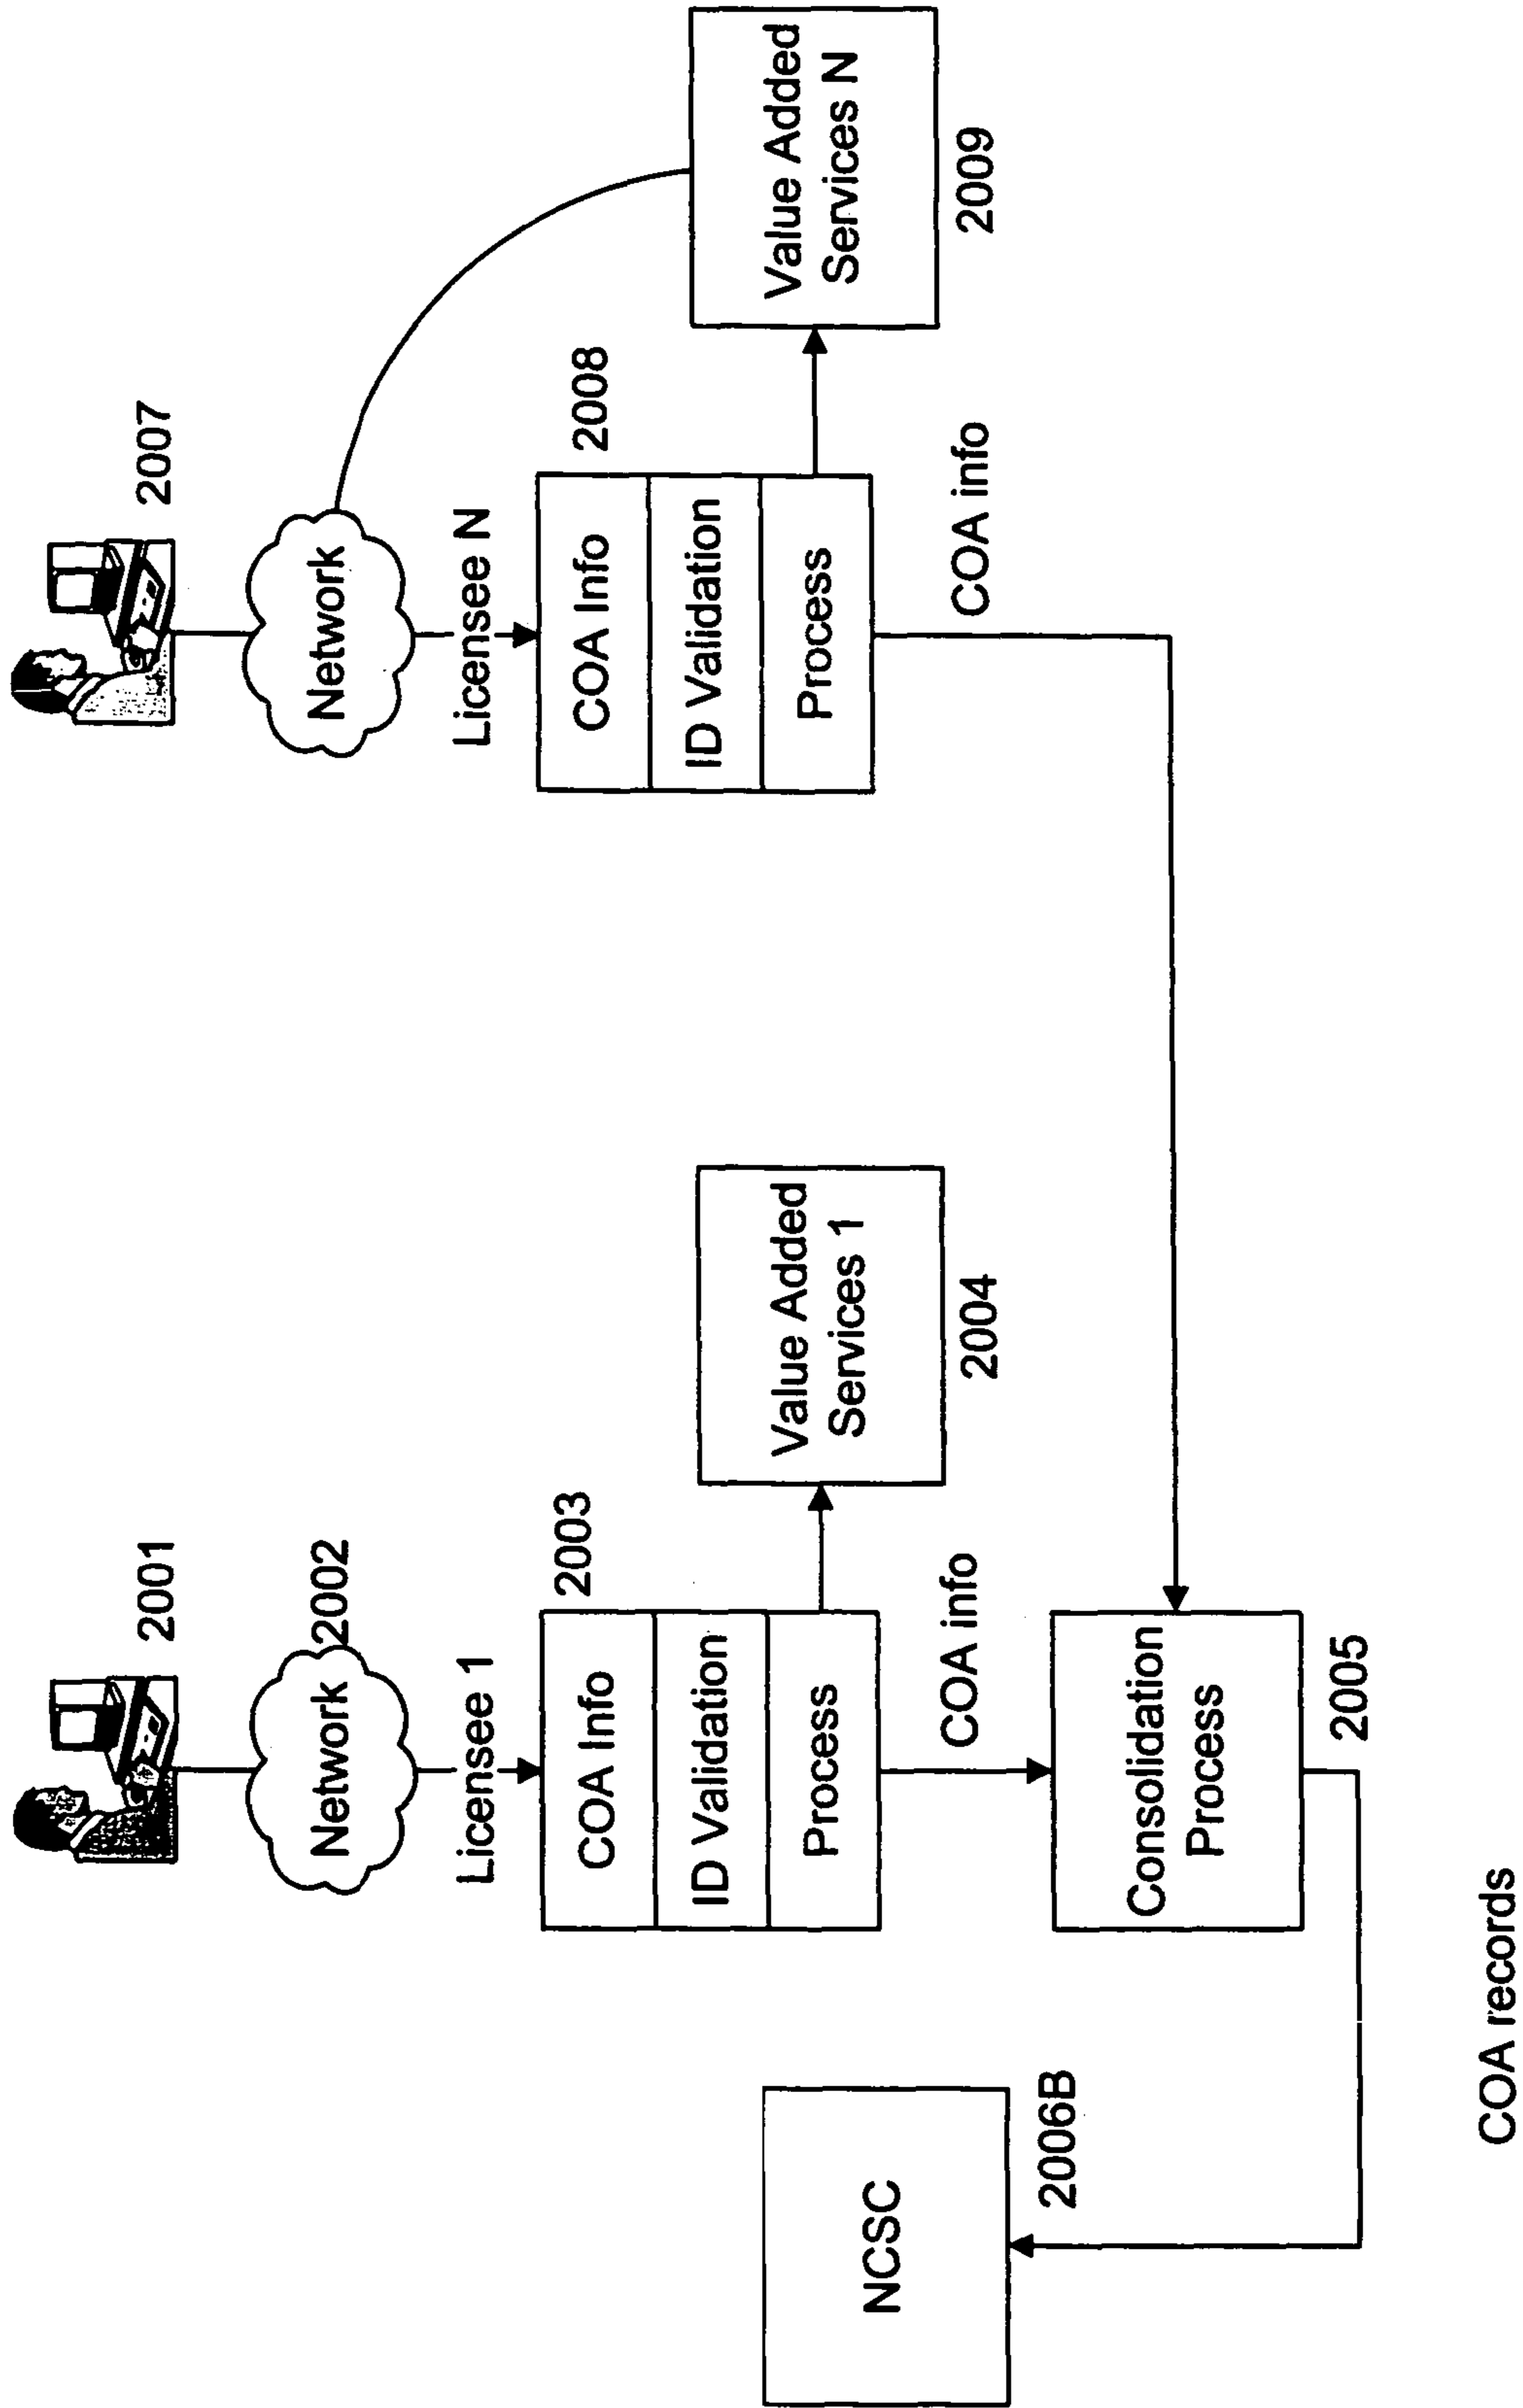 2001
2007
Network
2002
Network
Licensee 1
Licensee N
2003
2008
COA Info
ID Validation
Process
COA Info
ID Validation
Process
Value Added
Services 1
2004
Value Added
Services N
2009
NCSC
2006B
COA info
COA info
Consolidation
Process
2005
COA records